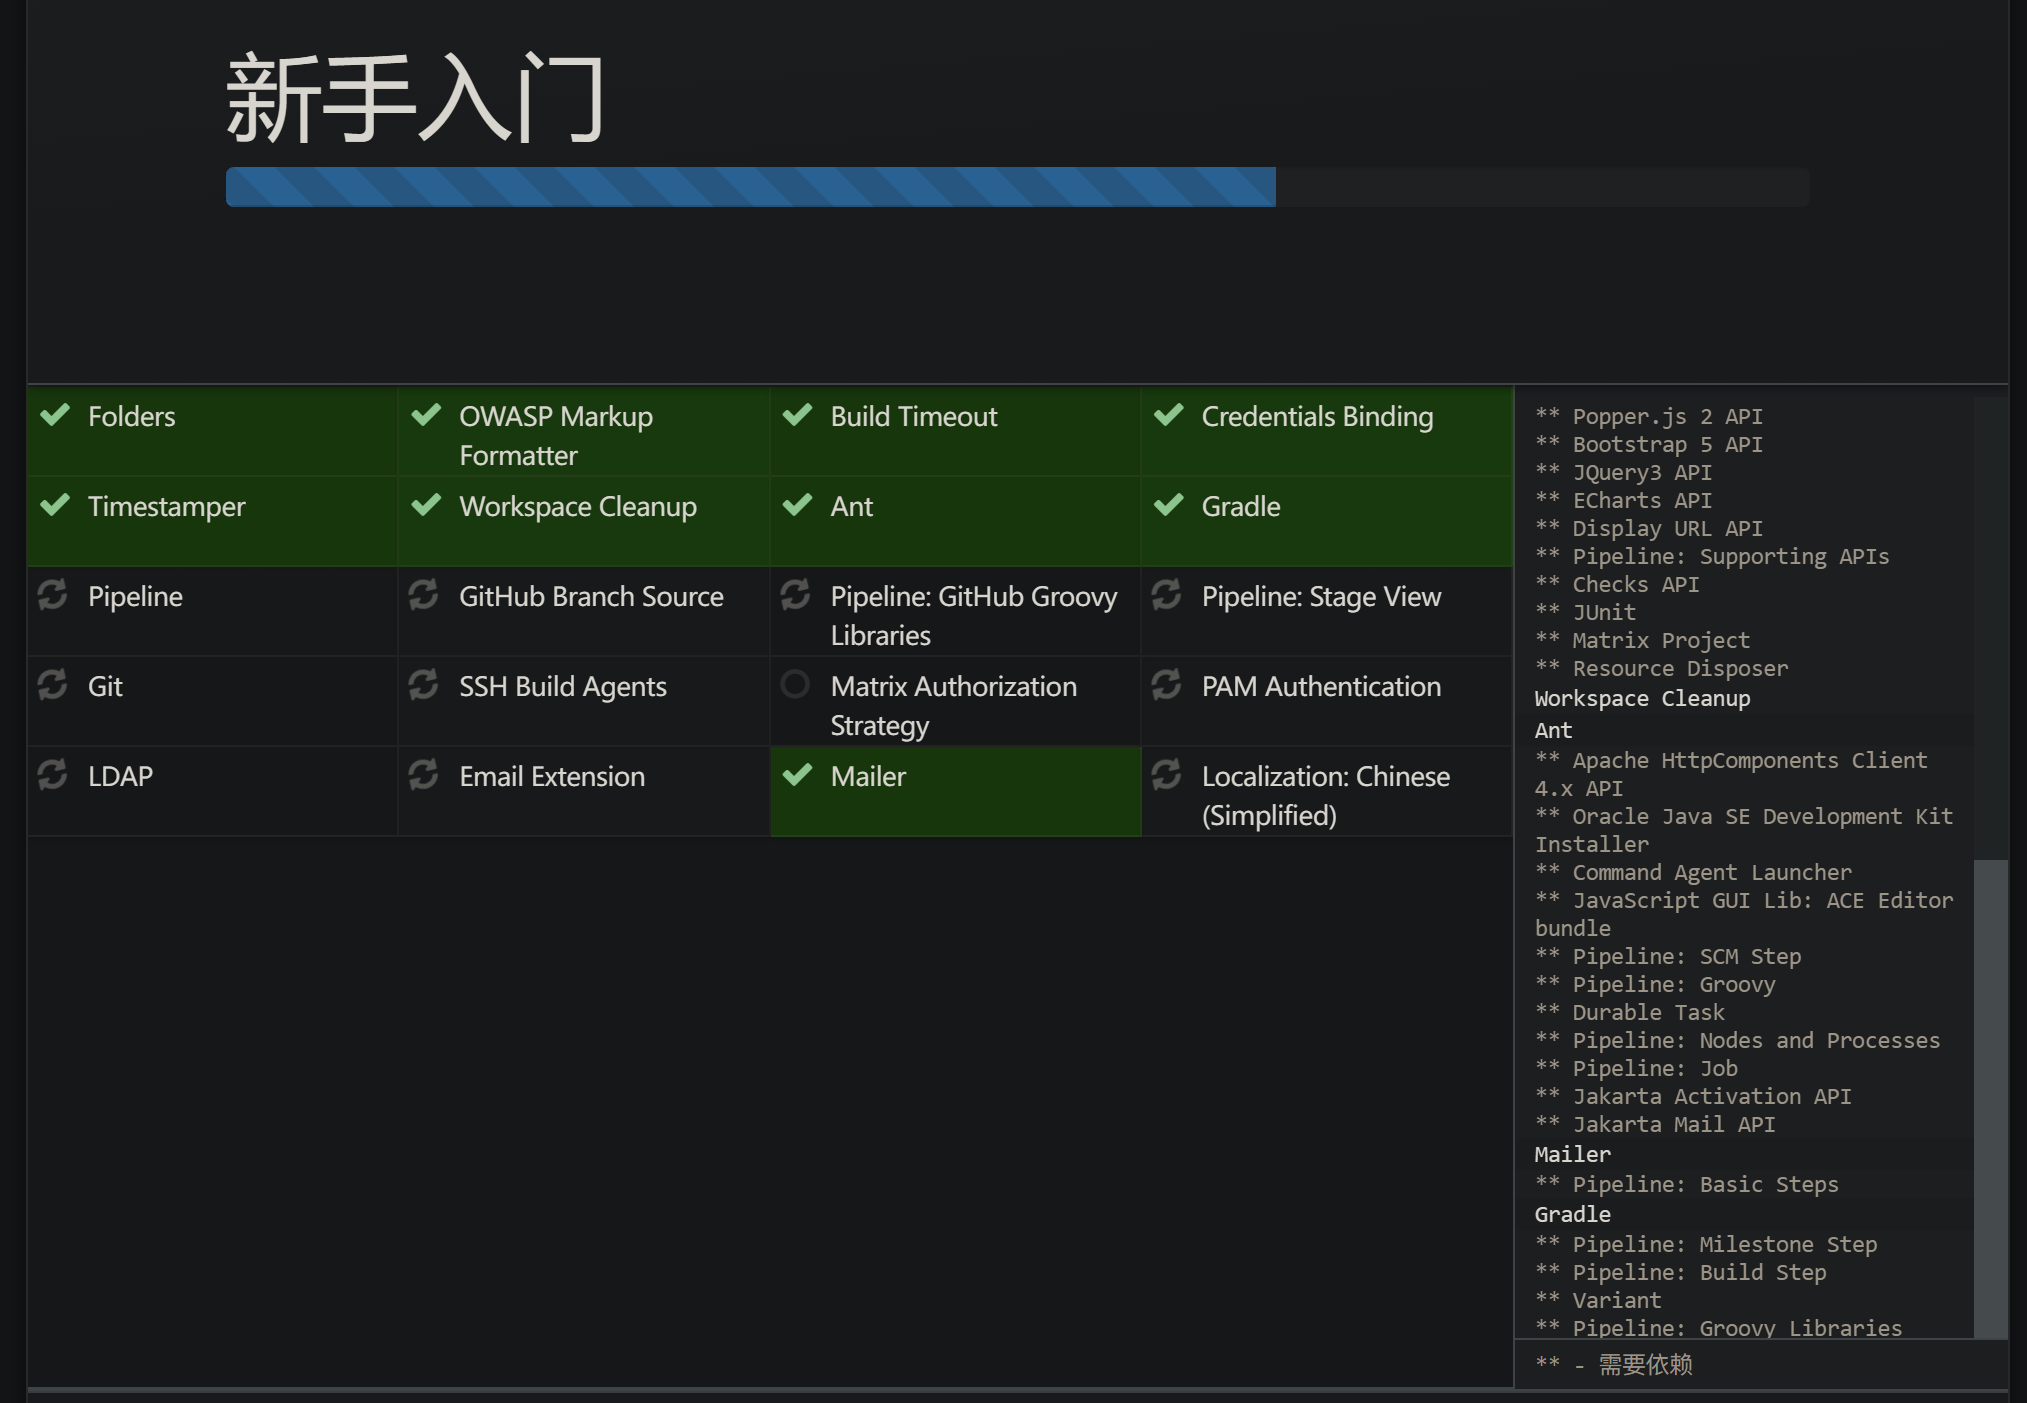 新手入门
Folders
OWASP Markup
Formatter
Build Timeout
Credentials Binding
Timestamper
Workspace Cleanup
Ant
Gradle
Pipeline
GitHub Branch Source
Pipeline: GitHub Groovy
Libraries
Pipeline: Stage View
Git
SSH Build Agents
Matrix Authorization
Strategy
PAM Authentication
LDAP
Email Extension
Mailer
Localization: Chinese
(Simplified)
** Popper.js 2 API
** Bootstrap 5 API
** JQuery3 API
** ECharts API
** Display URL API
** Pipeline: Supporting APIs
** Checks API
** JUnit
** Matrix Project
** Resource Disposer
Workspace Cleanup
Ant
** Apache HttpComponents Client
4.x API
** Oracle Java SE Development Kit
Installer
** Command Agent Launcher
** JavaScript GUI Lib: ACE Editor
bundle
** Pipeline: SCM Step
** Pipeline: Groovy
** Durable Task
** Pipeline: Nodes and Processes
** Pipeline: Job
** Jakarta Activation API
** Jakarta Mail API
Mailer
** Pipeline: Basic Steps
Gradle
** Pipeline: Milestone Step
** Pipeline: Build Step
** Variant
** Pipeline: Groovy Libraries
** - 需要依赖